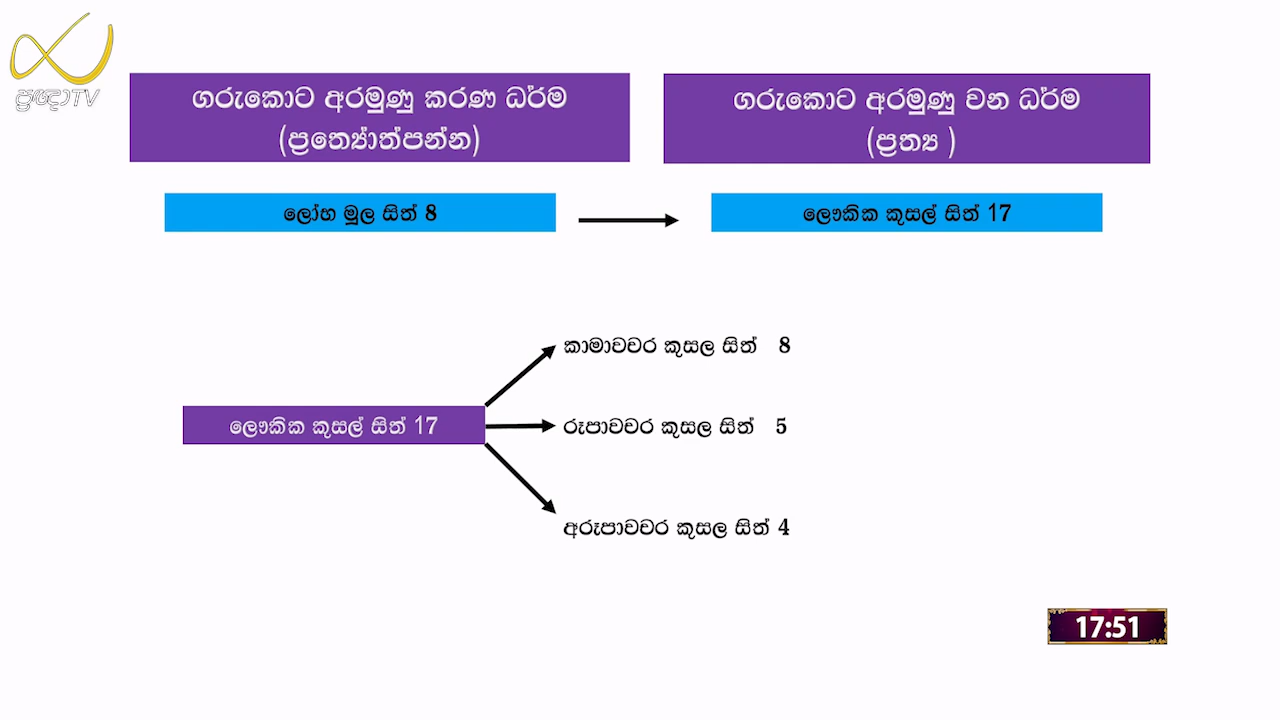 ප්‍රඥාTV
ගරුකොට අරමුණු කරණ ධර්ම
(ප්‍රත්‍යෝත්පන්න)
ගරුකොට අරමුණු වන ධර්ම
(ප්‍රත්‍ය )
ලෝභ මූල සිත් 8
ලෞකික කුසල් සිත් 17
කාමාවචර කුසල සිත් 8
ලෞකික කුසල් සිත් 17
රූපාවචර කුසල සිත් 5
අරූපාවචර කුසල සිත් 4
17:51